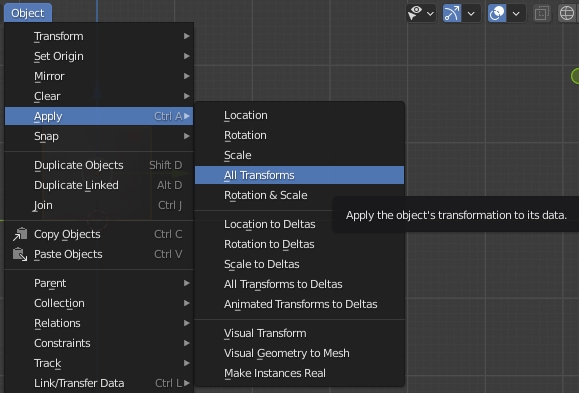 Object
Transform
Set Origin
Mirror
Clear
Apply Ctrl A
Snap
Duplicate Objects Shift D
Duplicate Linked Alt D
Join Ctrl J
Copy Objects Ctrl C
Paste Objects Ctrl V
Parent
Collection
Relations
Constraints
Track
Link/Transfer Data Ctrl L
Location
Rotation
Scale
All Transforms
Rotation & Scale
Location to Deltas
Rotation to Deltas
Scale to Deltas
All Transforms to Deltas
Animated Transforms to Deltas
Visual Transform
Visual Geometry to Mesh
Make Instances Real
Apply the object's transformation to its data.